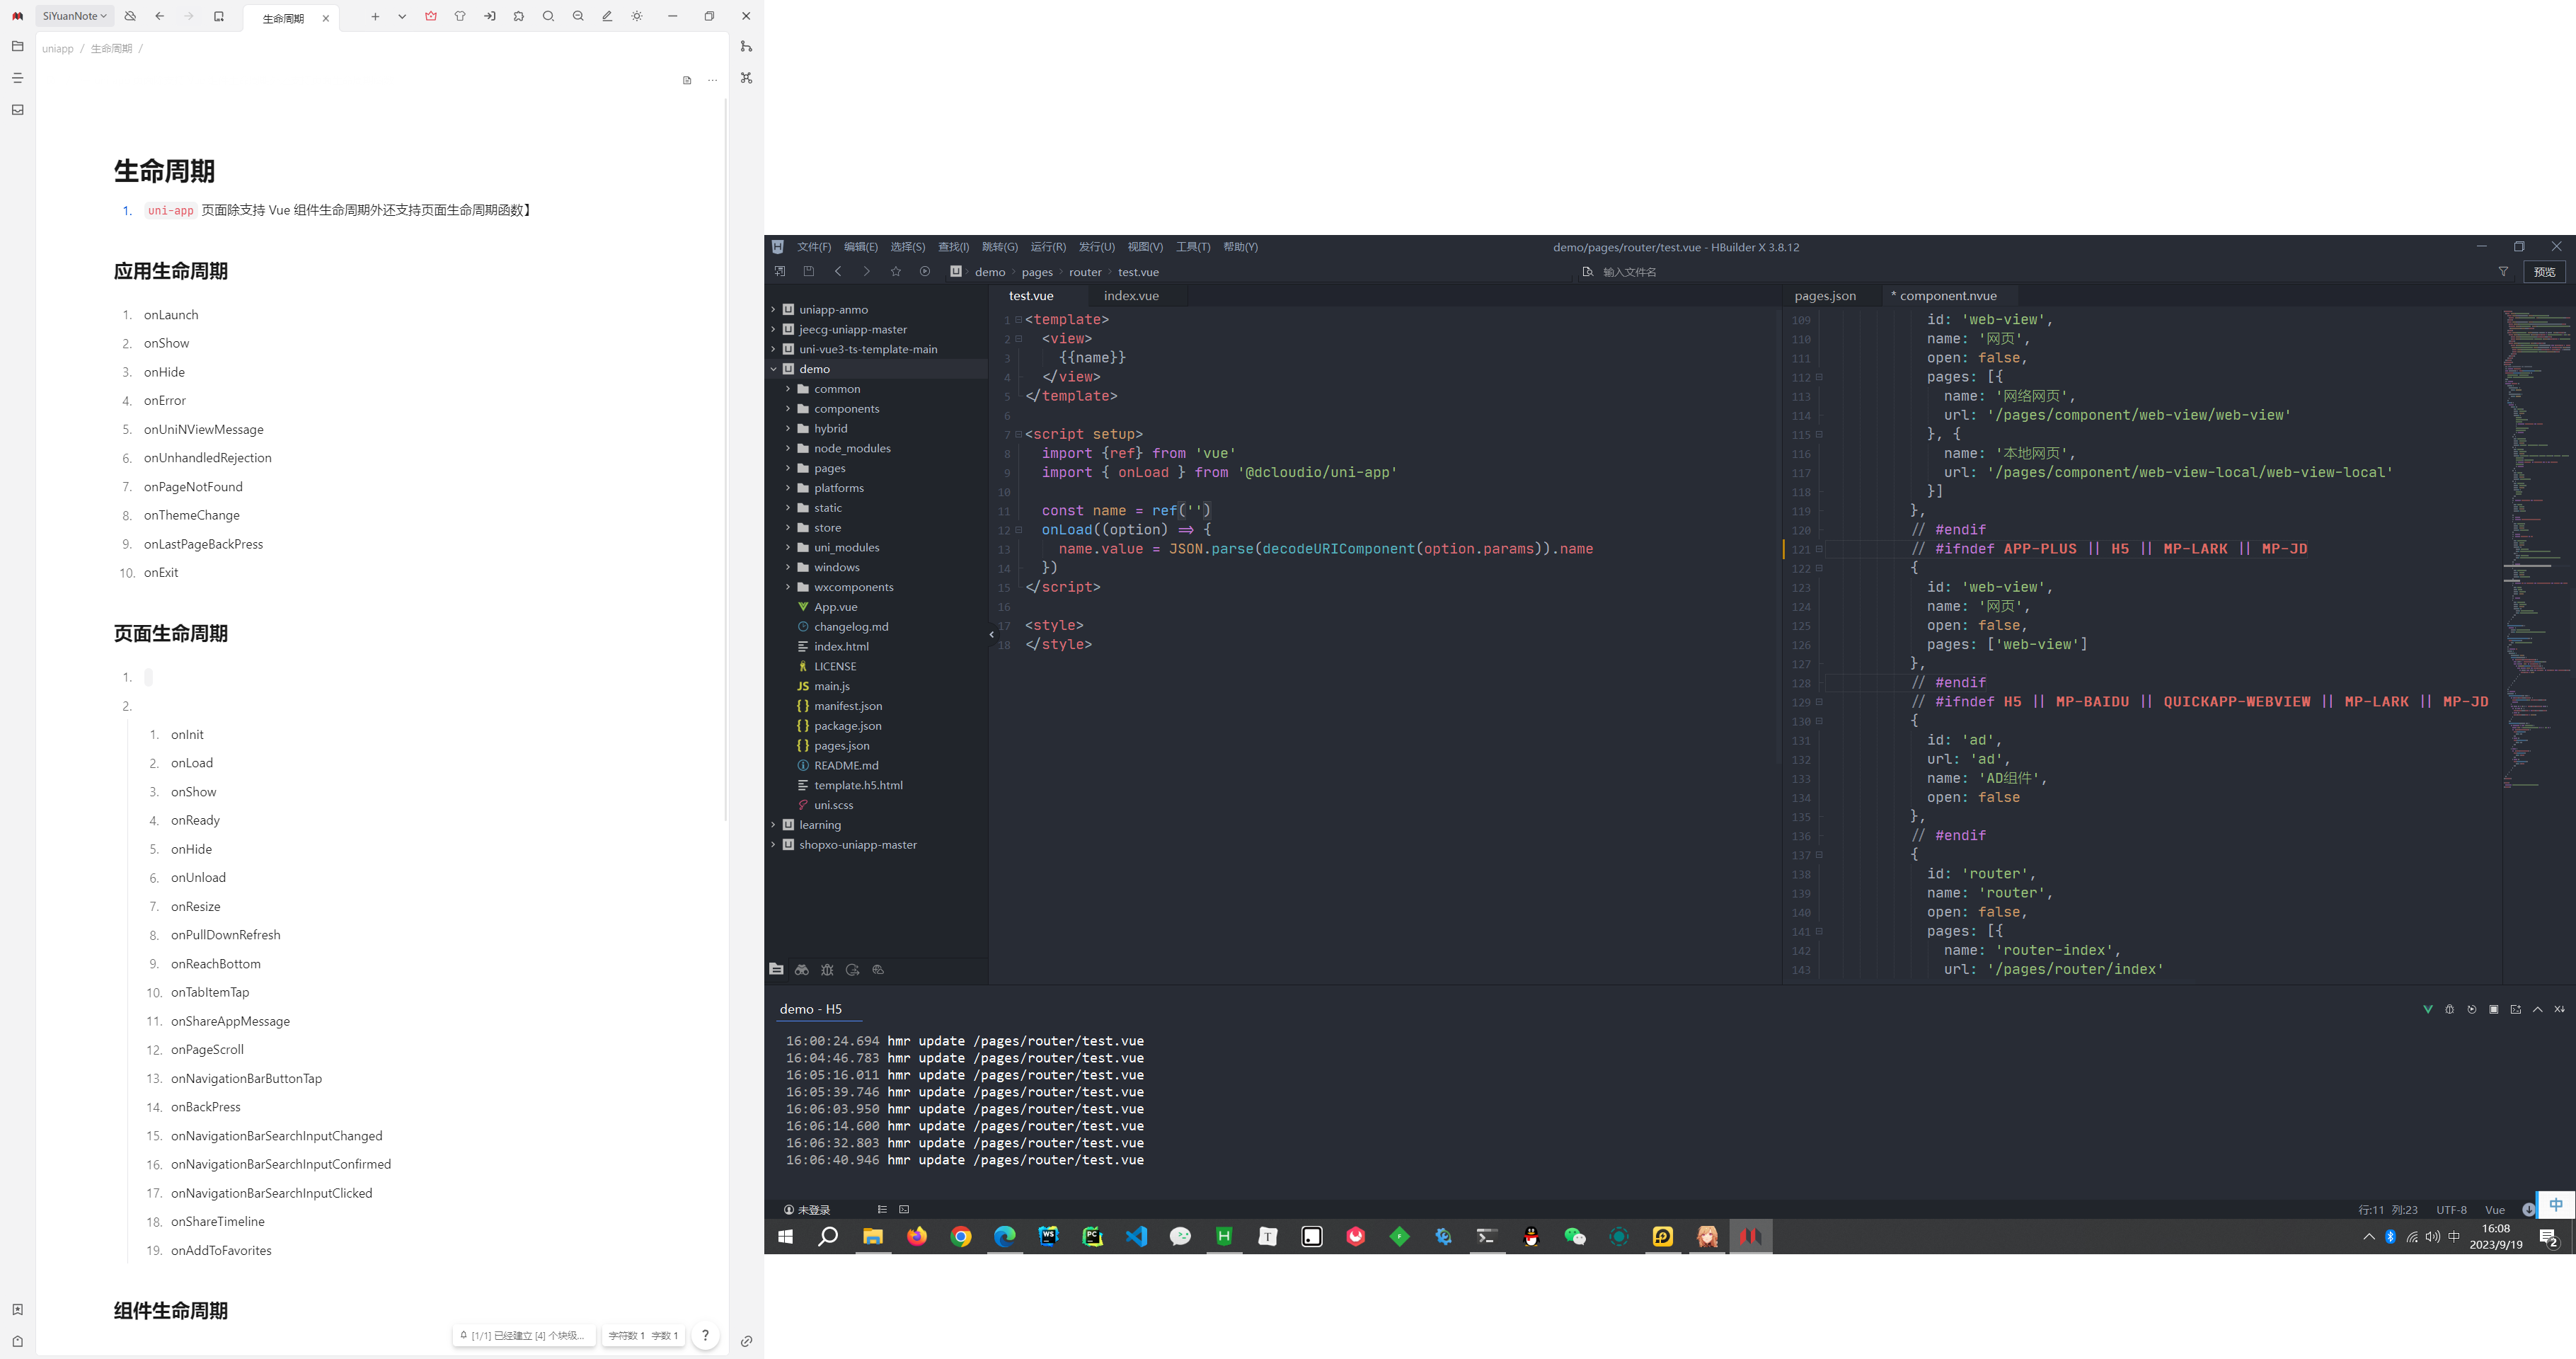 SiYuanNote
生命周期
uniapp / 生命周期 /
生命周期
1. uni-app 页面除支持 Vue 组件生命周期外还支持页面生命周期函数】
应用生命周期
1. onLaunch
2. onShow
3. onHide
4. onError
5. onUniNViewMessage
6. onUnhandledRejection
7. onPageNotFound
8. onThemeChange
9. onLastPageBackPress
10. onExit
页面生命周期
1.
2.
1. onInit
2. onLoad
3. onShow
4. onReady
5. onHide
6. onUnload
7. onResize
8. onPullDownRefresh
9. onReachBottom
10. onTabItemTap
11. onShareAppMessage
12. onPageScroll
13. onNavigationBarButtonTap
14. onBackPress
15. onNavigationBarSearchInputChanged
16. onNavigationBarSearchInputConfirmed
17. onNavigationBarSearchInputClicked
18. onShareTimeline
19. onAddToFavorites
组件生命周期
[1/1] 已经建立 [4] 个块级...
字符数 1 字数 1
?
文件(F) 编辑(E) 选择(S) 查找(I) 跳转(G) 运行(R) 发行(U) 视图(V) 工具(T) 帮助(Y)
demo/pages/router/test.vue - HBuilder X 3.8.12
demo pages router test.vue
输入文件名
预览
uniapp-anmo
jeecg-uniapp-master
uni-vue3-ts-template-main
demo
common
components
hybrid
node_modules
pages
platforms
static
store
uni_modules
windows
wxcomponents
App.vue
changelog.md
index.html
LICENSE
main.js
manifest.json
package.json
pages.json
README.md
template.h5.html
uni.scss
learning
shopxo-uniapp-master
test.vue index.vue
1 <template>
2 <view>
3 {{name}}
4 </view>
5 </template>
6
7 <script setup>
8 import {ref} from 'vue'
9 import { onLoad } from '@dcloudio/uni-app'
10
11 const name = ref('')
12 onLoad((option) => {
13 name.value = JSON.parse(decodeURIComponent(option.params)).name
14 })
15 </script>
16
17 <style>
18 </style>
pages.json * component.nvue
109 id: 'web-view',
110 name: '网页',
111 open: false,
112 pages: [{
113 name: '网络网页',
114 url: '/pages/component/web-view/web-view'
115 }, {
116 name: '本地网页',
117 url: '/pages/component/web-view-local/web-view-local'
118 }]
119 },
120 // #endif
121 // #ifndef APP-PLUS || H5 || MP-LARK || MP-JD
122 {
123 id: 'web-view',
124 name: '网页',
125 open: false,
126 pages: ['web-view']
127 },
128 // #endif
129 // #ifndef H5 || MP-BAIDU || QUICKAPP-WEBVIEW || MP-LARK || MP-JD
130 {
131 id: 'ad',
132 url: 'ad',
133 name: 'AD组件',
134 open: false
135 },
136 // #endif
137 {
138 id: 'router',
139 name: 'router',
140 open: false,
141 pages: [{
142 name: 'router-index',
143 url: '/pages/router/index'
demo - H5
16:00:24.694 hmr update /pages/router/test.vue
16:04:46.783 hmr update /pages/router/test.vue
16:05:16.011 hmr update /pages/router/test.vue
16:05:39.746 hmr update /pages/router/test.vue
16:06:03.950 hmr update /pages/router/test.vue
16:06:14.600 hmr update /pages/router/test.vue
16:06:32.803 hmr update /pages/router/test.vue
16:06:40.946 hmr update /pages/router/test.vue
未登录
行:11 列:23 UTF-8 Vue
中
中
16:08
2023/9/19
2